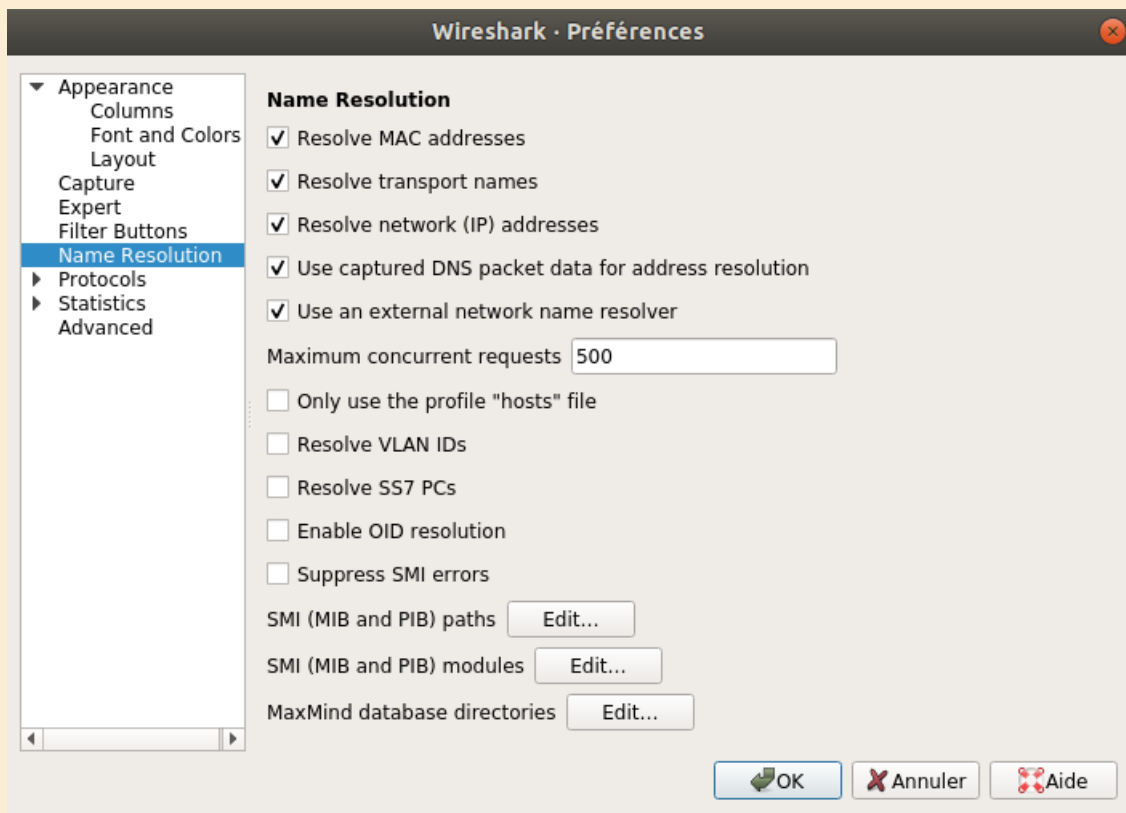 Wireshark · Préférences
Appearance
Columns
Font and Colors
Layout
Capture
Expert
Filter Buttons
Name Resolution
Protocols
Statistics
Advanced
Name Resolution
Resolve MAC addresses
Resolve transport names
Resolve network (IP) addresses
Use captured DNS packet data for address resolution
Use an external network name resolver
Maximum concurrent requests 500
Only use the profile "hosts" file
Resolve VLAN IDs
Resolve SS7 PCs
Enable OID resolution
Suppress SMI errors
SMI (MIB and PIB) paths Edit...
SMI (MIB and PIB) modules Edit...
MaxMind database directories Edit...
OK Annuler Aide